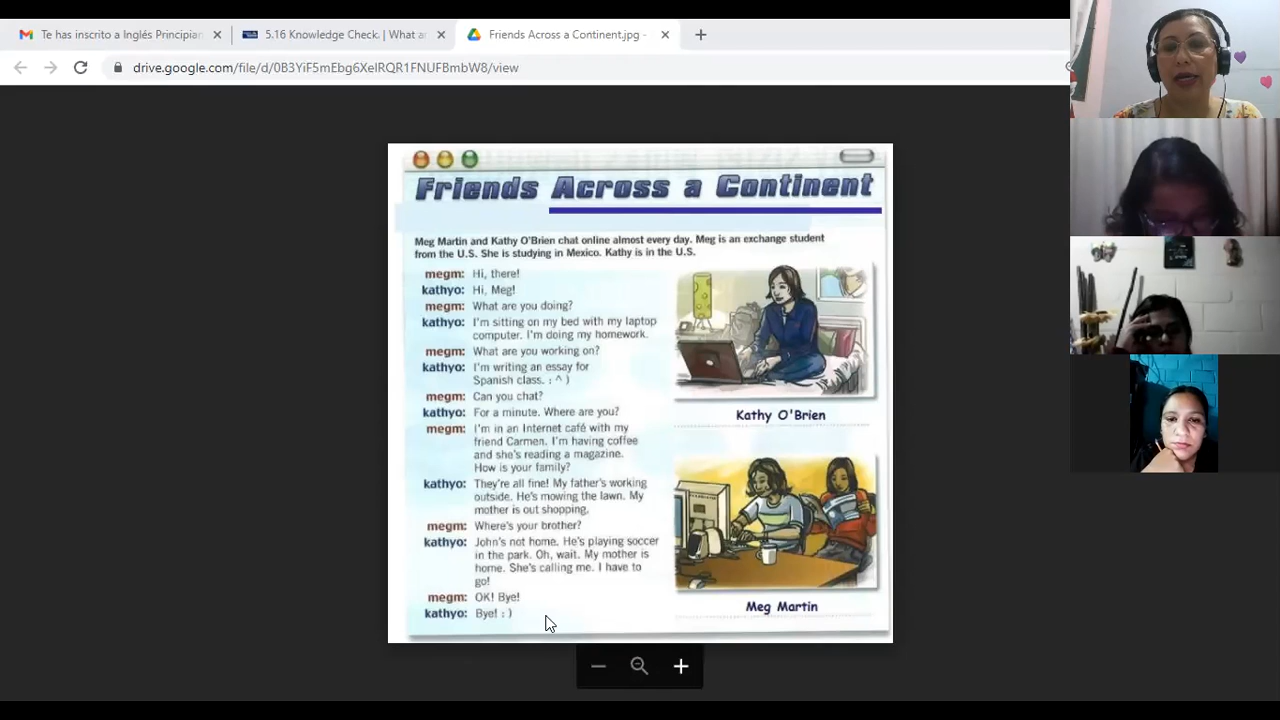 Te has inscrito a Inglés Principian
5.16 Knowledge Check | What ar
Friends Across a Continent.jpg -
drive.google.com/file/d/0B3YiF5mEbg6XelRQR1FNUFBmbW8/view
Friends Across a Continent
Meg Martin and Kathy O'Brien chat online almost every day. Meg is an exchange student
from the U.S. She is studying in Mexico. Kathy is in the U.S.
megm: Hi, there!
kathyo: Hi, Meg!
megm: What are you doing?
kathyo: I'm sitting on my bed with my laptop
computer. I'm doing my homework.
megm: What are you working on?
kathyo: I'm writing an essay for
Spanish class. : ^ )
megm: Can you chat?
kathyo: For a minute. Where are you?
megm: I'm in an Internet café with my
friend Carmen. I'm having coffee
and she's reading a magazine.
How is your family?
kathyo: They're all fine! My father's working
outside. He's mowing the lawn. My
mother is out shopping.
megm: Where's your brother?
kathyo: John's not home. He's playing soccer
in the park. Oh, wait. My mother is
home. She's calling me. I have to
go!
megm: OK! Bye!
kathyo: Bye! : )
Kathy O'Brien
Meg Martin